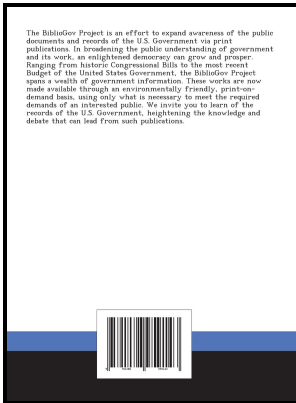 The BiblioGov Project is an effort to expand awareness of the public
documents and records of the U.S. Government via print
publications. In broadening the public understanding of government
and its work, an enlightened democracy can grow and prosper.
Ranging from historic Congressional Bills to the most recent
Budget of the United States Government, the BiblioGov Project
spans a wealth of government information. These works are now
made available through an environmentally friendly, print-on-
demand basis, using only what is necessary to meet the required
demands of an interested public. We invite you to learn of the
records of the U.S. Government, heightening the knowledge and
debate that can lead from such publications.